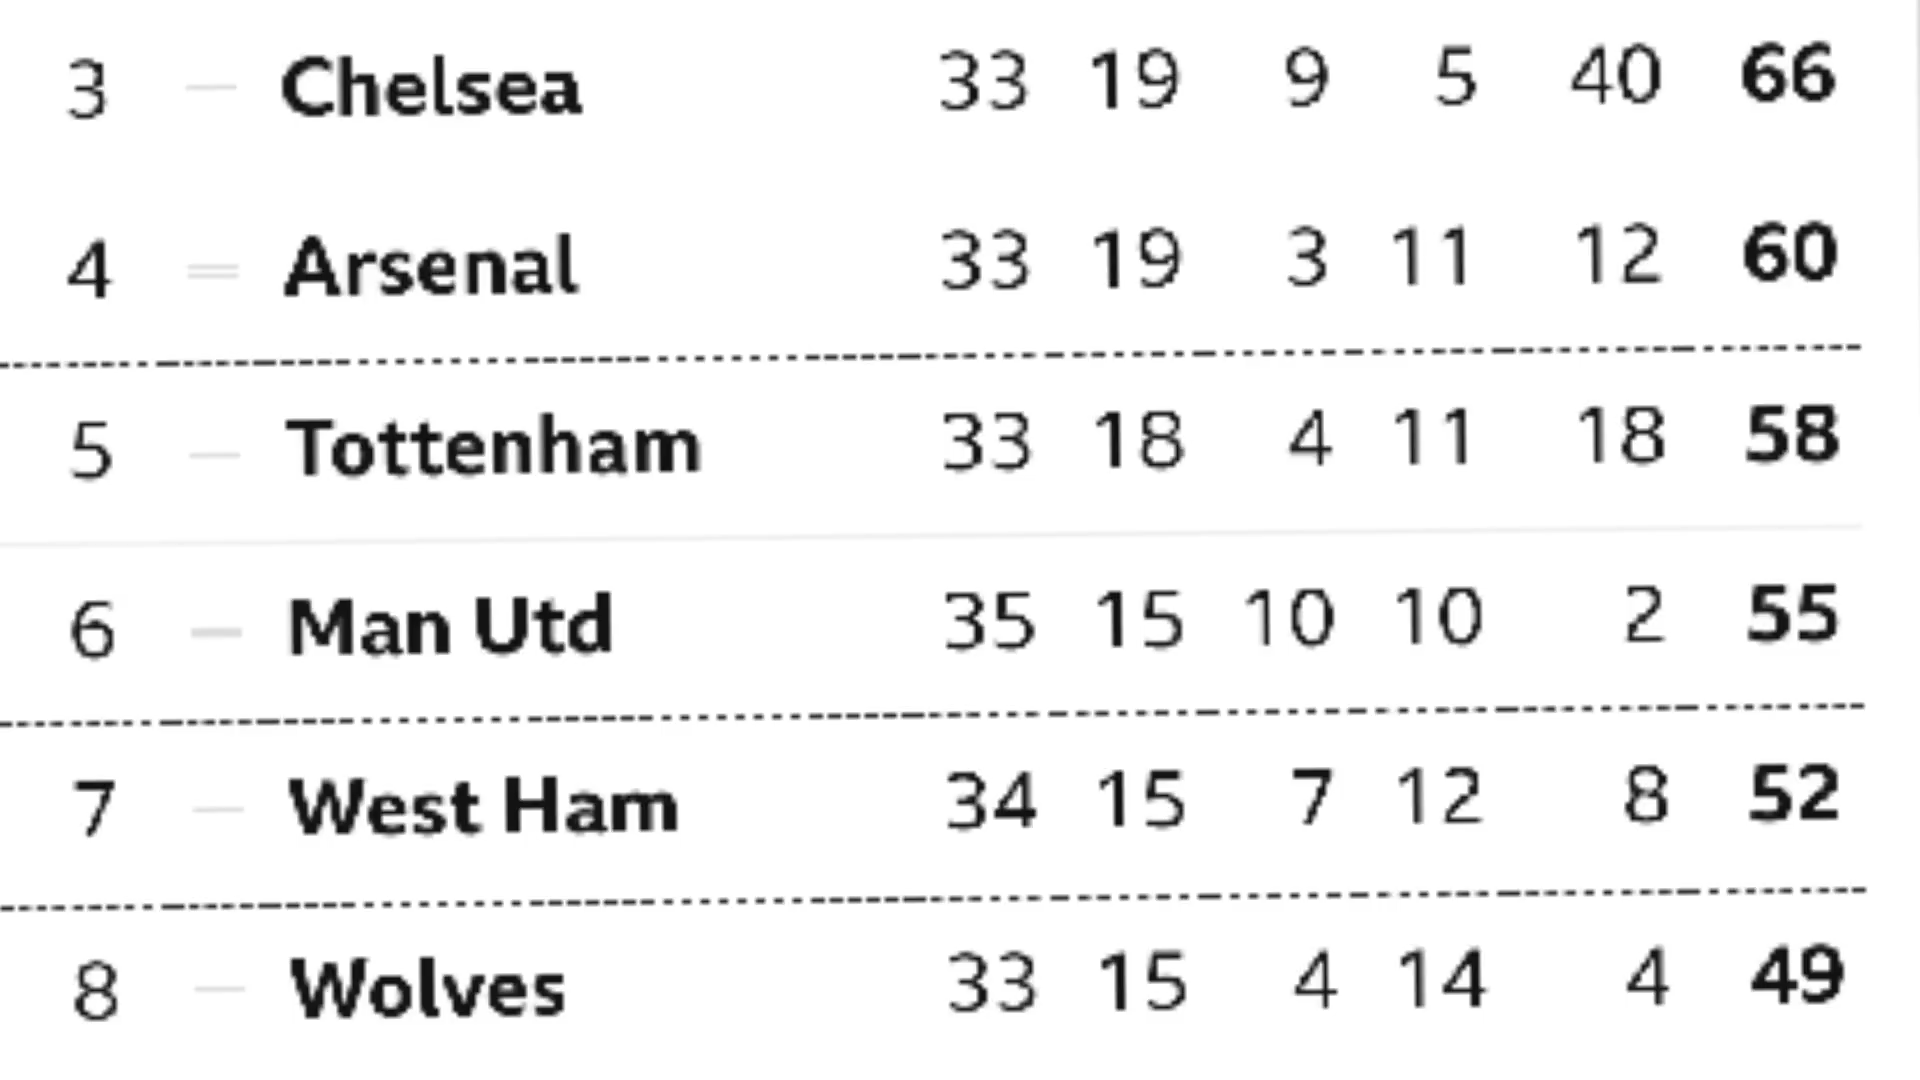 3 – Chelsea 33 19 9 5 40 66
4 = Arsenal 33 19 3 11 12 60
5 – Tottenham 33 18 4 11 18 58
6 – Man Utd 35 15 10 10 2 55
7 – West Ham 34 15 7 12 8 52
8 – Wolves 33 15 4 14 4 49